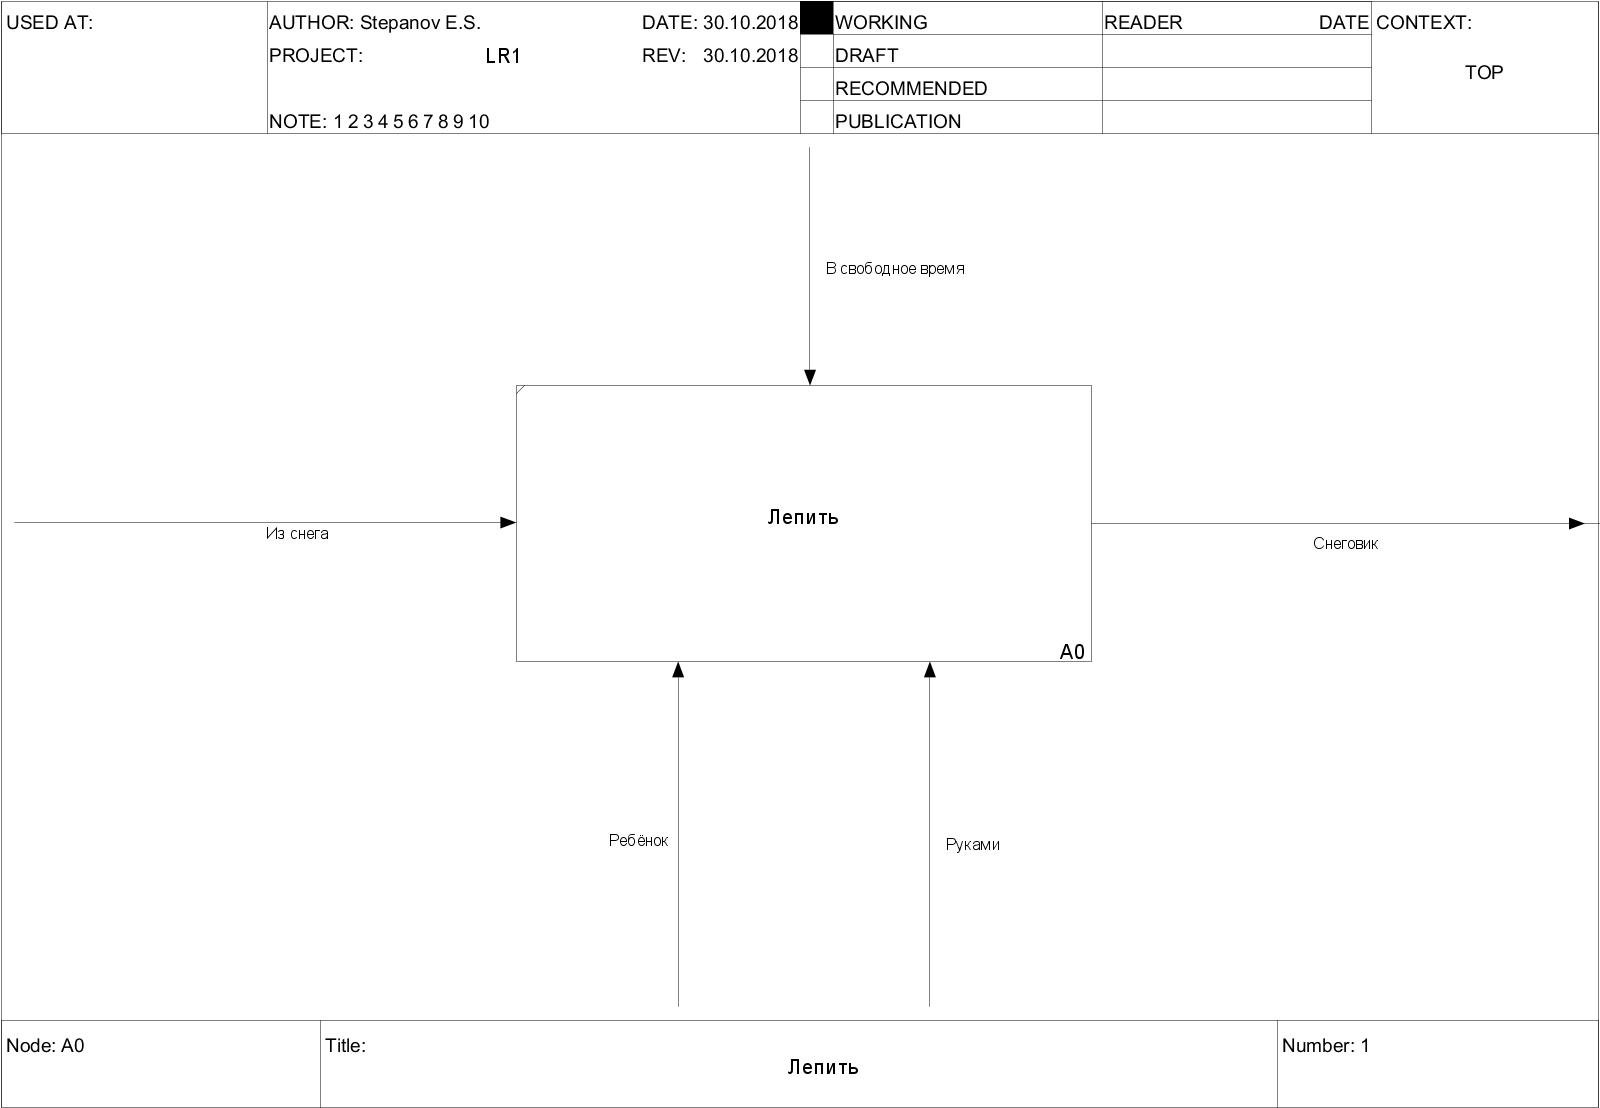 USED AT:
AUTHOR: Stepanov E.S.
DATE: 30.10.2018
WORKING
READER
DATE
CONTEXT:
PROJECT:
LR1
REV: 30.10.2018
DRAFT
TOP
RECOMMENDED
NOTE: 1 2 3 4 5 6 7 8 9 10
PUBLICATION
В свободное время
Лепить
Из снега
Снеговик
A0
Ребёнок
Руками
Node: A0
Title:
Лепить
Number: 1